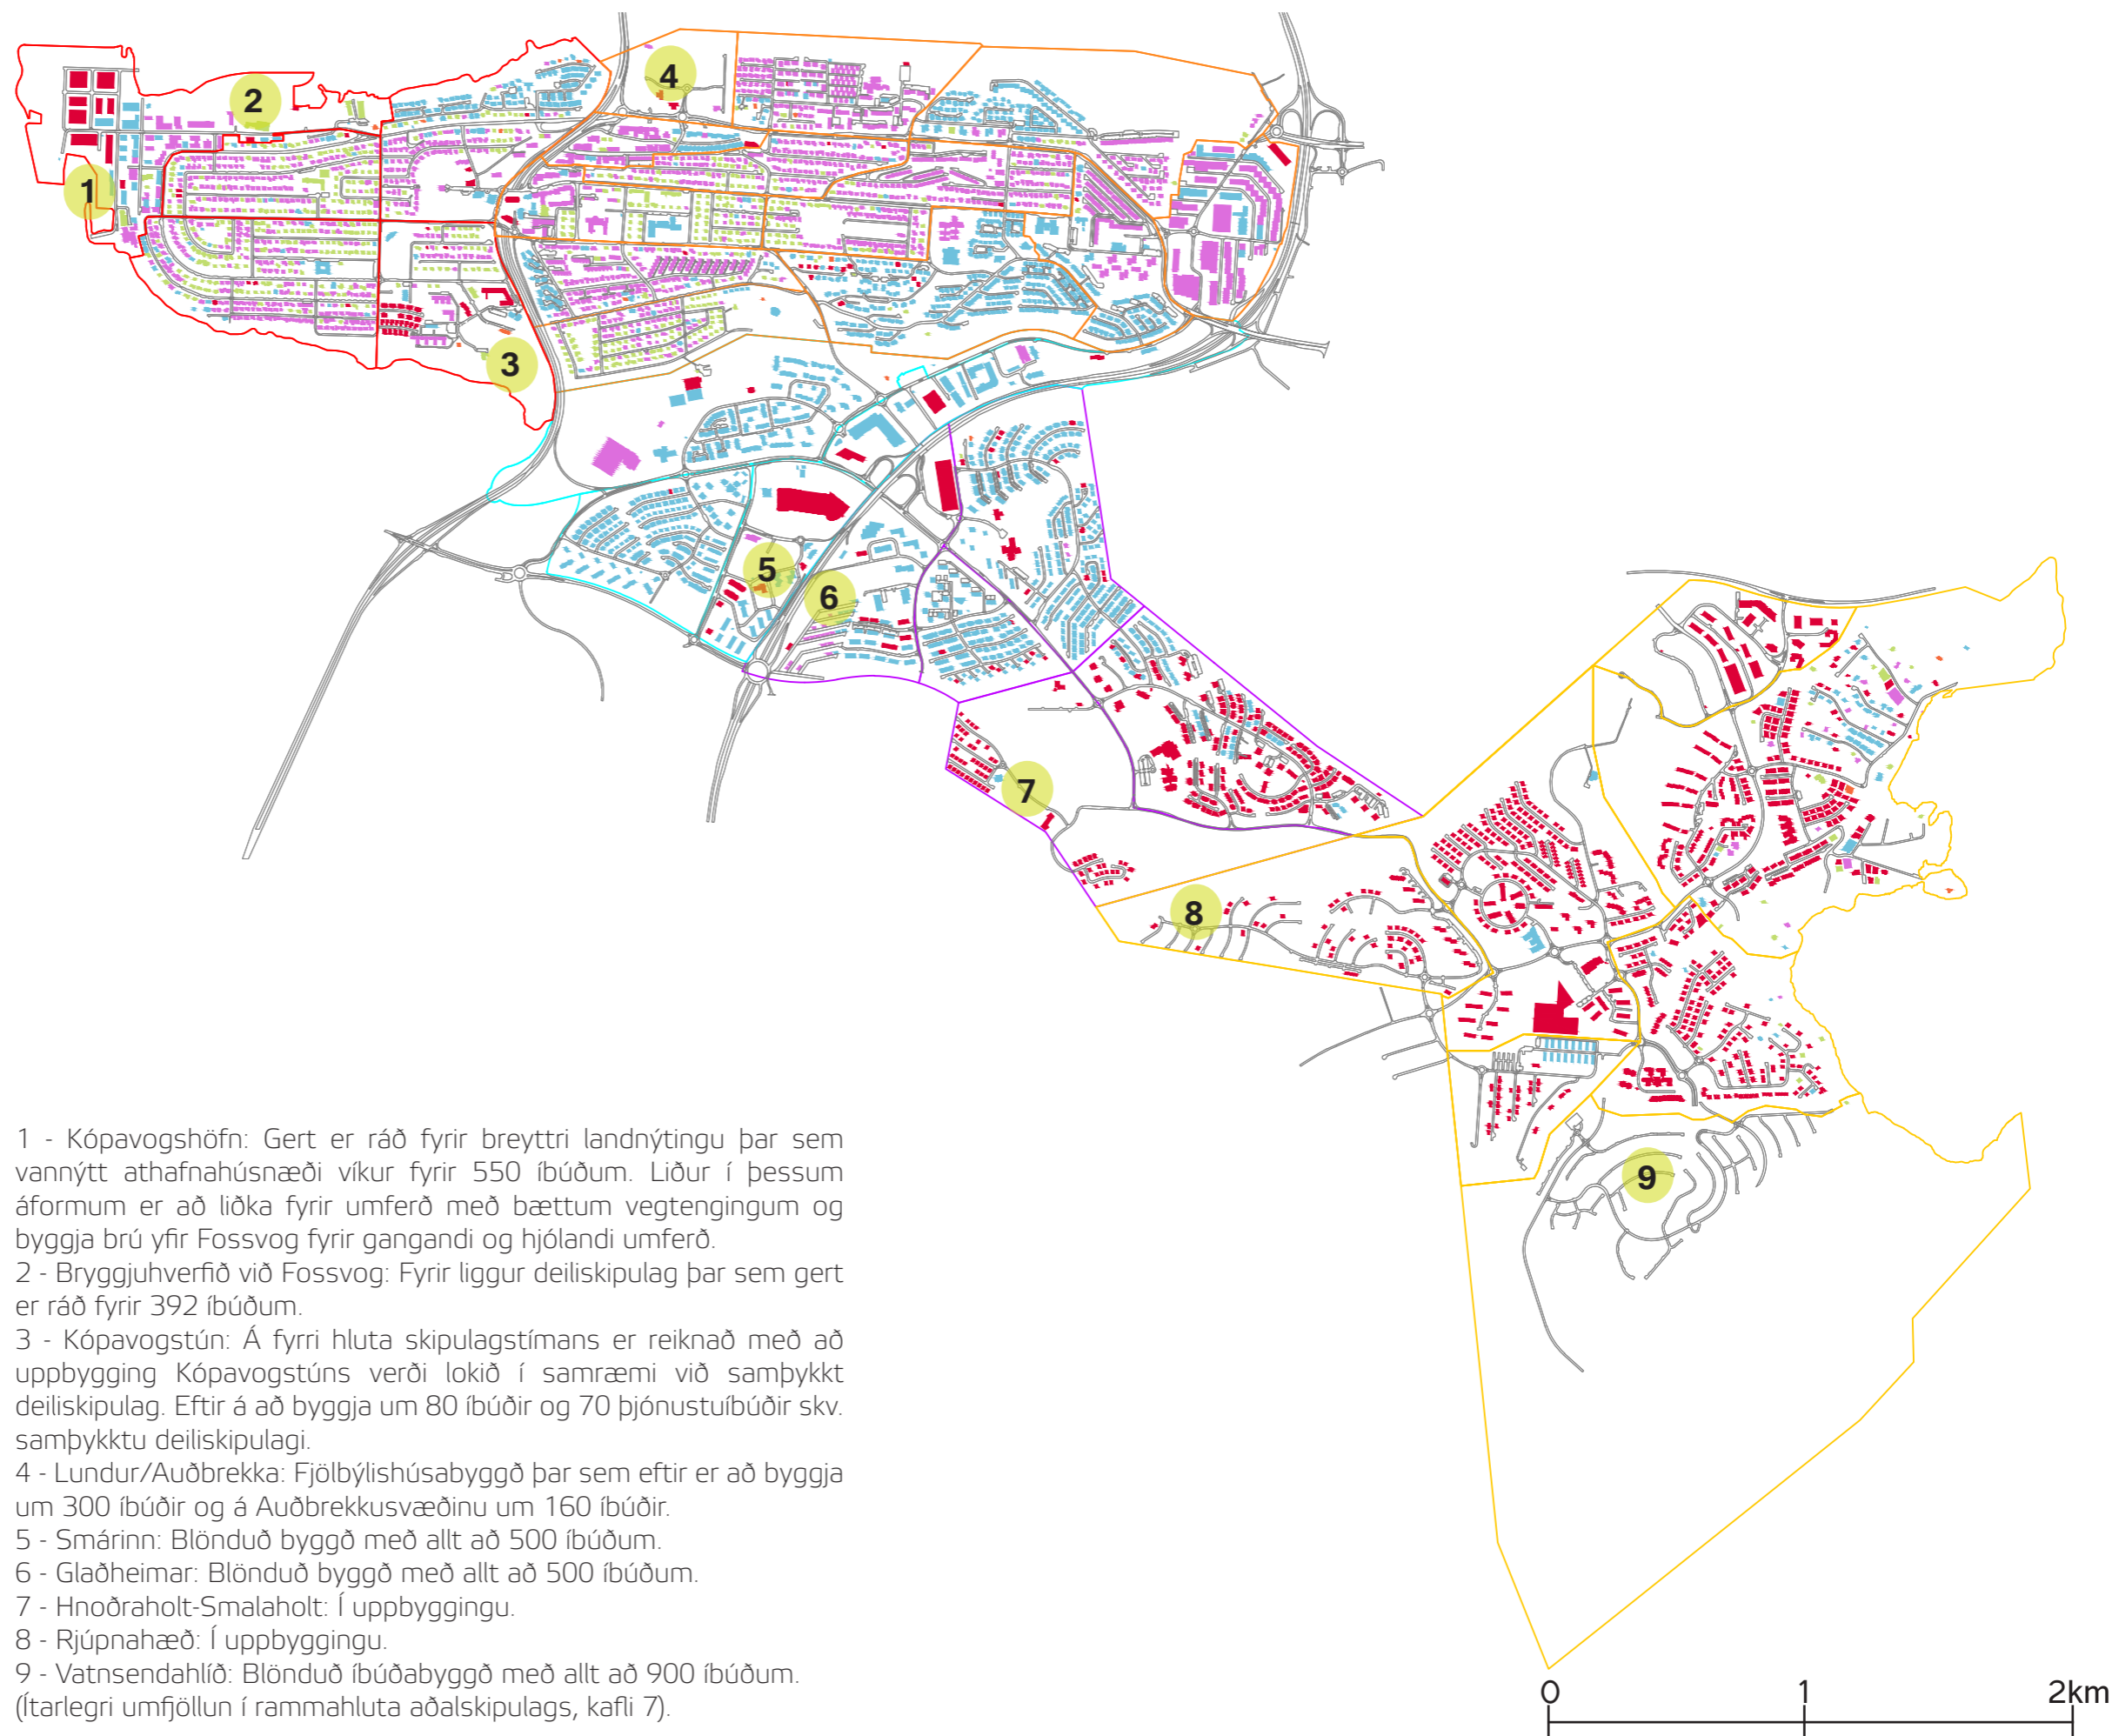 4
2
1
3
5
6
7
8
9
1 - Kópavogshöfn: Gert er ráð fyrir breyttri landnýtingu þar sem
vannýtt athafnahúsnæði víkur fyrir 550 íbúðum. Liður í þessum
áformum er að liðka fyrir umferð með bættum vegtengingum og
byggja brú yfir Fossvog fyrir gangandi og hjólandi umferð.
2 - Bryggjuhverfið við Fossvog: Fyrir liggur deiliskipulag þar sem gert
er ráð fyrir 392 íbúðum.
3 - Kópavogstún: Á fyrri hluta skipulagstímans er reiknað með að
uppbygging Kópavogstúns verði lokið í samræmi við samþykkt
deiliskipulag. Eftir á að byggja um 80 íbúðir og 70 þjónustuíbúðir skv.
samþykktu deiliskipulagi.
4 - Lundur/Auðbrekka: Fjölbýlishúsabyggð þar sem eftir er að byggja
um 300 íbúðir og á Auðbrekkusvæðinu um 160 íbúðir.
5 - Smárinn: Blönduð byggð með allt að 500 íbúðum.
6 - Glaðheimar: Blönduð byggð með allt að 500 íbúðum.
7 - Hnoðraholt-Smalaholt: Í uppbyggingu.
8 - Rjúpnahæð: Í uppbyggingu.
9 - Vatnsendahlíð: Blönduð íbúðabyggð með allt að 900 íbúðum.
(Ítarlegri umfjöllun í rammahluta aðalskipulags, kafli 7).
0 1 2km